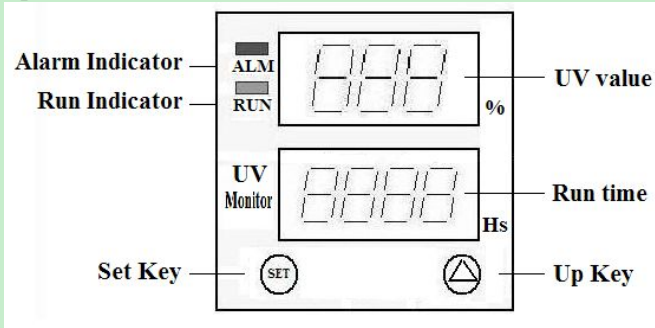 Alarm Indicator
ALM
UV value
Run Indicator
RUN
%
UV
Monitor
Run time
Hs
Set Key
SET
Up Key